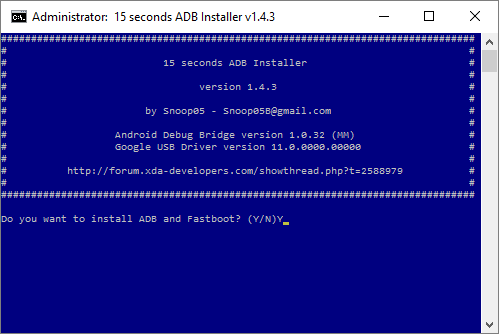 Administrator: 15 seconds ADB Installer v1.4.3
###############################################################################
# #
# 15 seconds ADB Installer #
# #
# version 1.4.3 #
# #
# by Snoop05 - Snoop05B@gmail.com #
# #
# Android Debug Bridge version 1.0.32 (MM) #
# Google USB Driver version 11.0.0000.00000 #
# #
# http://forum.xda-developers.com/showthread.php?t=2588979 #
# #
###############################################################################
Do you want to install ADB and Fastboot? (Y/N)Y